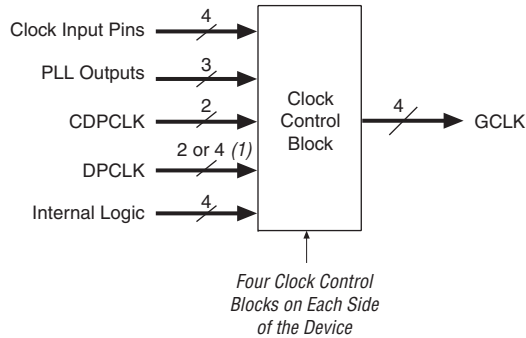 Clock Input Pins
4
PLL Outputs
3
CDPCLK
2
DPCLK
2 or 4 (1)
Internal Logic
4
Clock
Control
Block
4
GCLK
Four Clock Control
Blocks on Each Side
of the Device